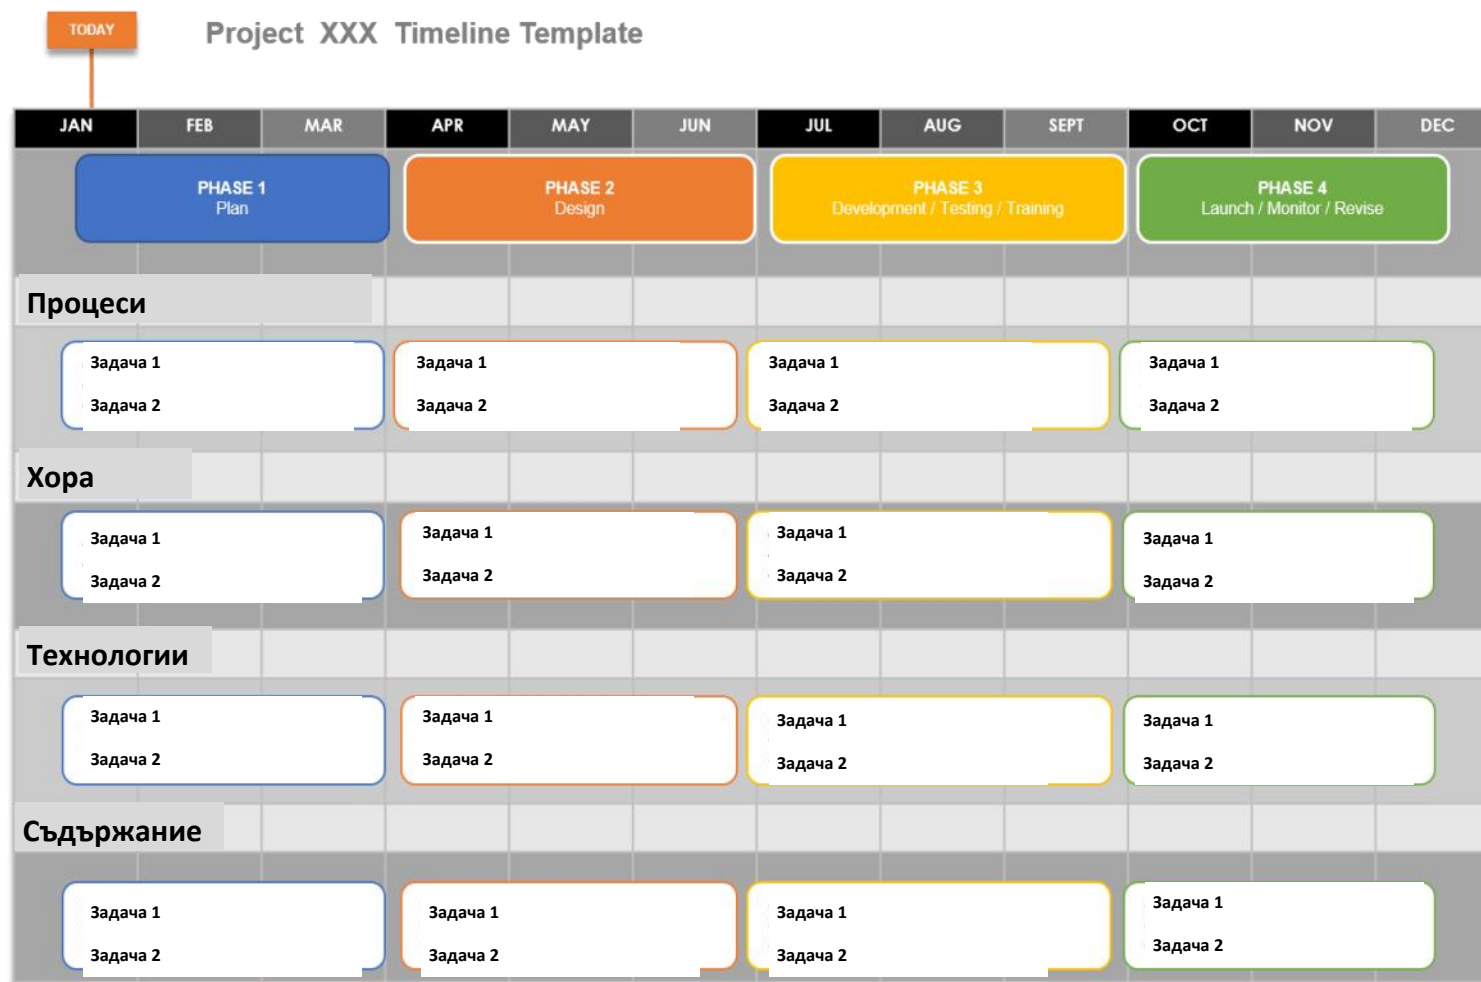 TODAY
Project XXX Timeline Template
JAN FEB MAR APR MAY JUN JUL AUG SEPT OCT NOV DEC
PHASE 1
Plan
PHASE 2
Design
PHASE 3
Development / Testing / Training
PHASE 4
Launch / Monitor / Revise
Процеси
Задача 1
Задача 2
Задача 1
Задача 2
Задача 1
Задача 2
Задача 1
Задача 2
Хора
Задача 1
Задача 2
Задача 1
Задача 2
Задача 1
Задача 2
Задача 1
Задача 2
Технологии
Задача 1
Задача 2
Задача 1
Задача 2
Задача 1
Задача 2
Задача 1
Задача 2
Съдържание
Задача 1
Задача 2
Задача 1
Задача 2
Задача 1
Задача 2
Задача 1
Задача 2